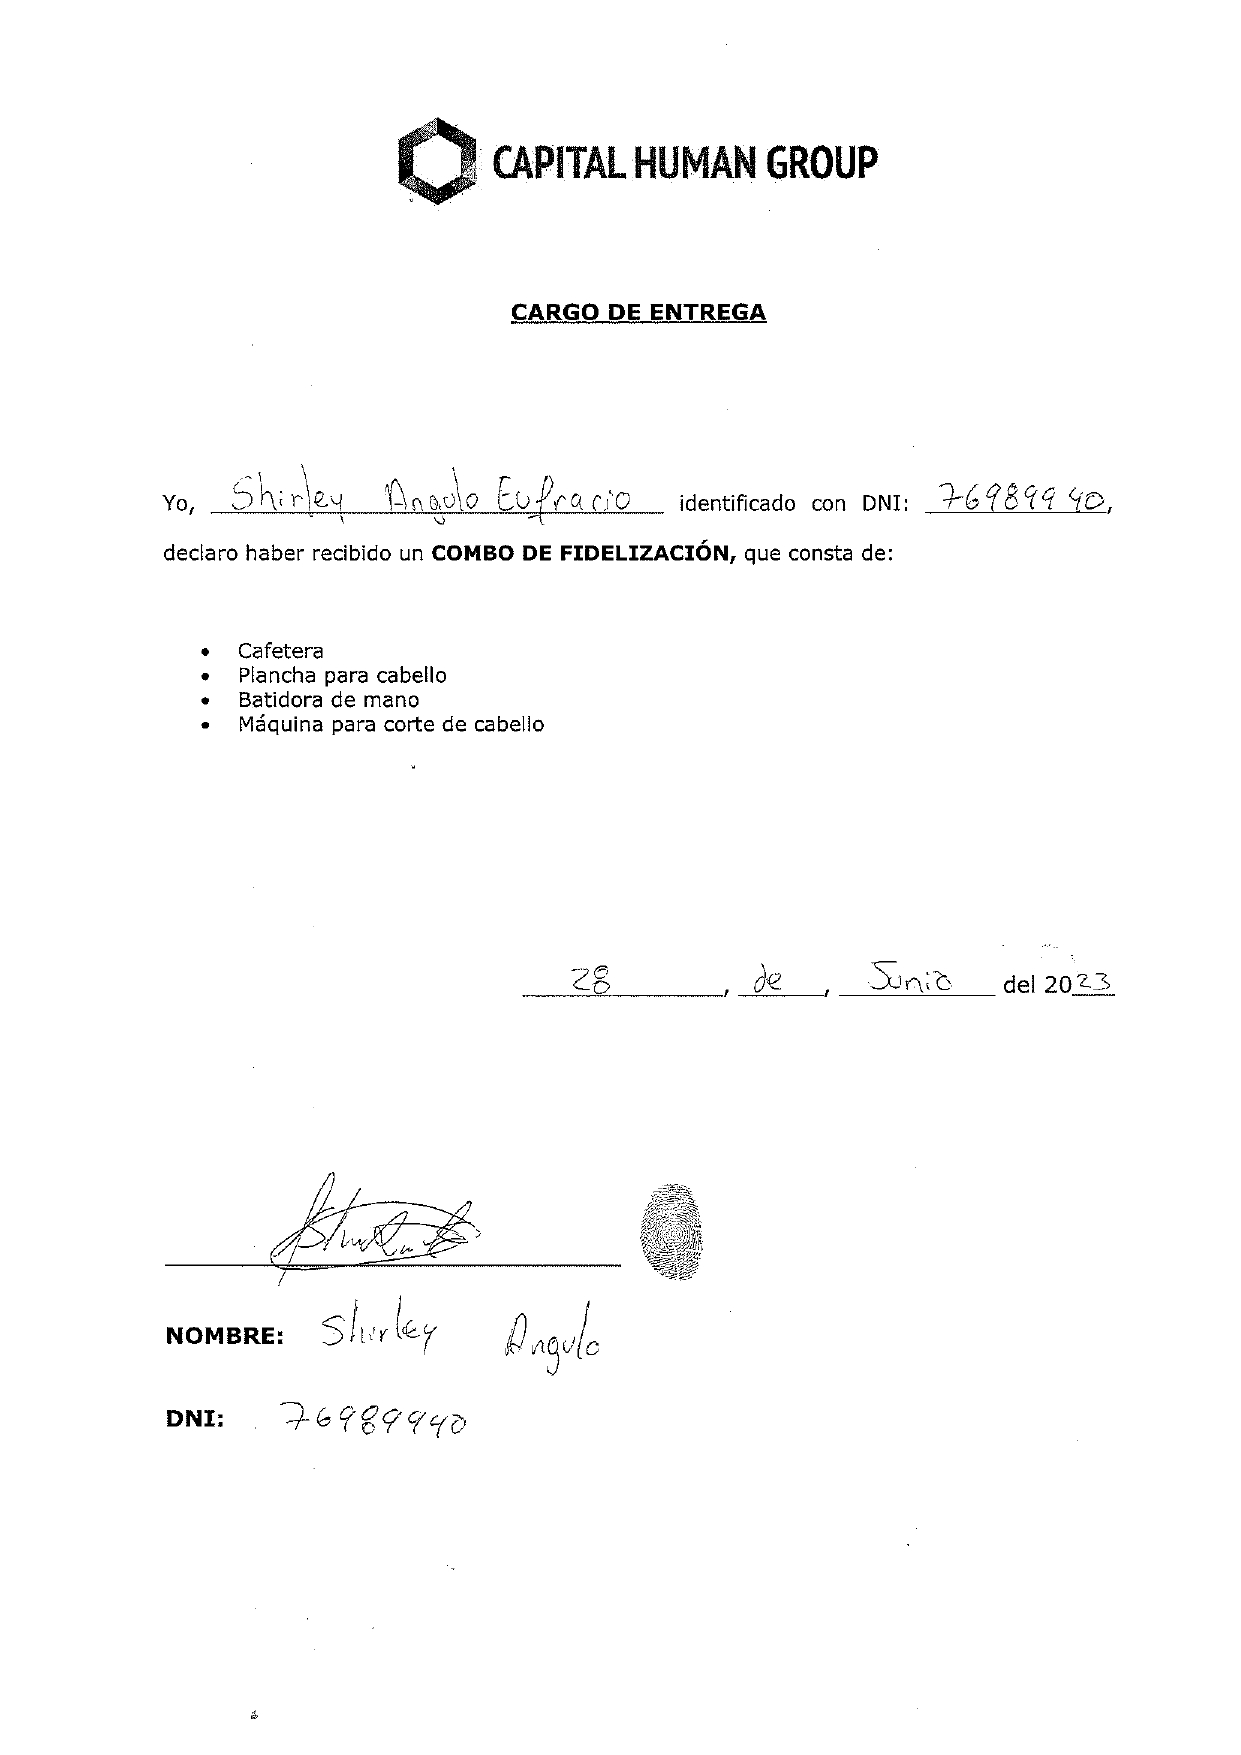 CAPITAL HUMAN GROUP
CARGO DE ENTREGA
Yo, Shirley Angulo Eufracio identificado con DNI: 76989940,
declaro haber recibido un COMBO DE FIDELIZACIÓN, que consta de:
• Cafetera
• Plancha para cabello
• Batidora de mano
• Máquina para corte de cabello
28, de, Junio del 2023
NOMBRE: Shirley Angulo
DNI: 76989940